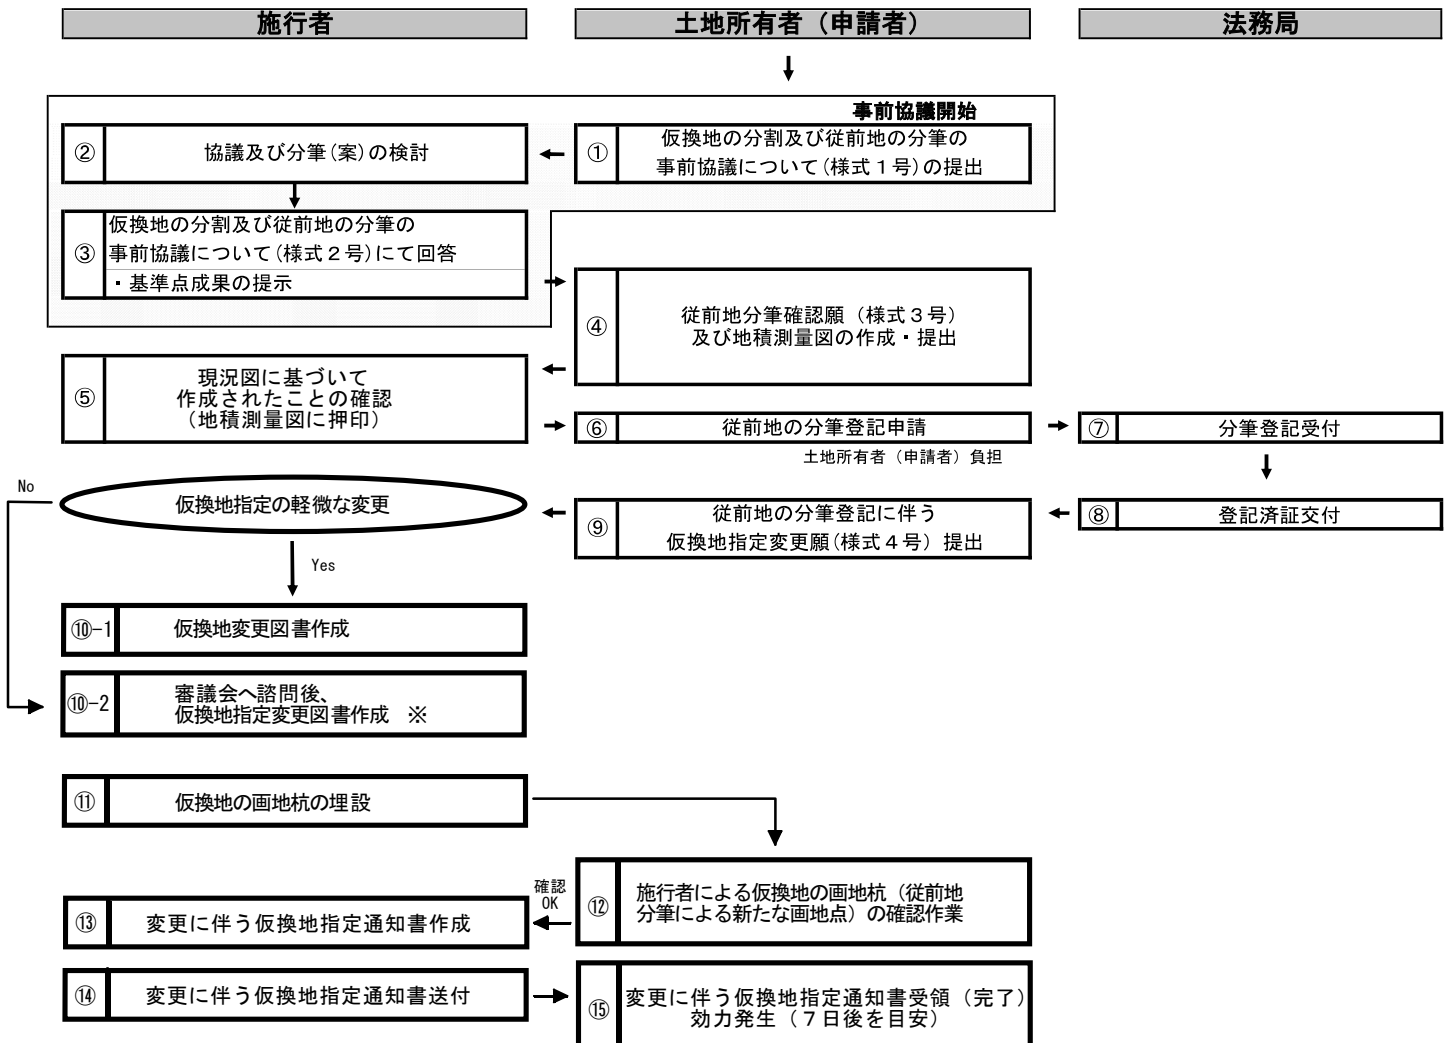 施行者
土地所有者（申請者）
法務局
事前協議開始
①
仮換地の分割及び従前地の分筆の
事前協議について(様式１号)の提出
②
協議及び分筆(案)の検討
③
仮換地の分割及び従前地の分筆の
事前協議について(様式２号)にて回答
・基準点成果の提示
④
従前地分筆確認願（様式３号）
及び地積測量図の作成・提出
⑤
現況図に基づいて
作成されたことの確認
（地積測量図に押印）
⑥
従前地の分筆登記申請
土地所有者（申請者）負担
⑦
分筆登記受付
⑧
登記済証交付
⑨
従前地の分筆登記に伴う
仮換地指定変更願(様式４号）提出
仮換地指定の軽微な変更
No
Yes
⑩-1
仮換地変更図書作成
⑩-2
審議会へ諮問後、
仮換地指定変更図書作成　※
⑪
仮換地の画地杭の埋設
⑫
施行者による仮換地の画地杭（従前地
分筆による新たな画地点）の確認作業
確認
OK
⑬
変更に伴う仮換地指定通知書作成
⑭
変更に伴う仮換地指定通知書送付
⑮
変更に伴う仮換地指定通知書受領（完了）
効力発生（７日後を目安）